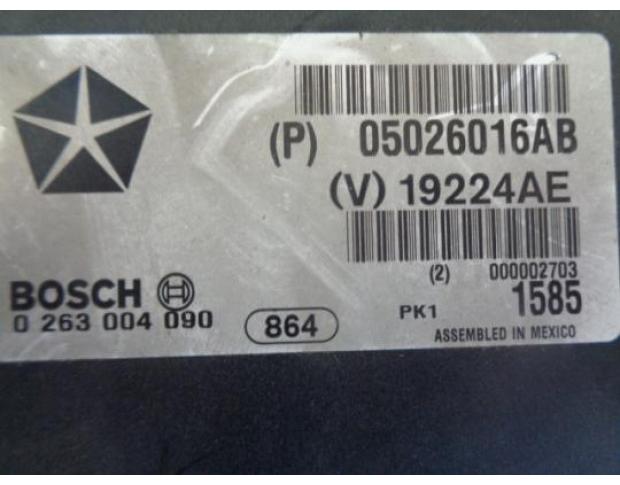 (P) 05026016AB
(V) 19224AE
(2) 000002703
BOSCH
0 263 004 090
864
PK1 1585
ASSEMBLED IN MEXICO